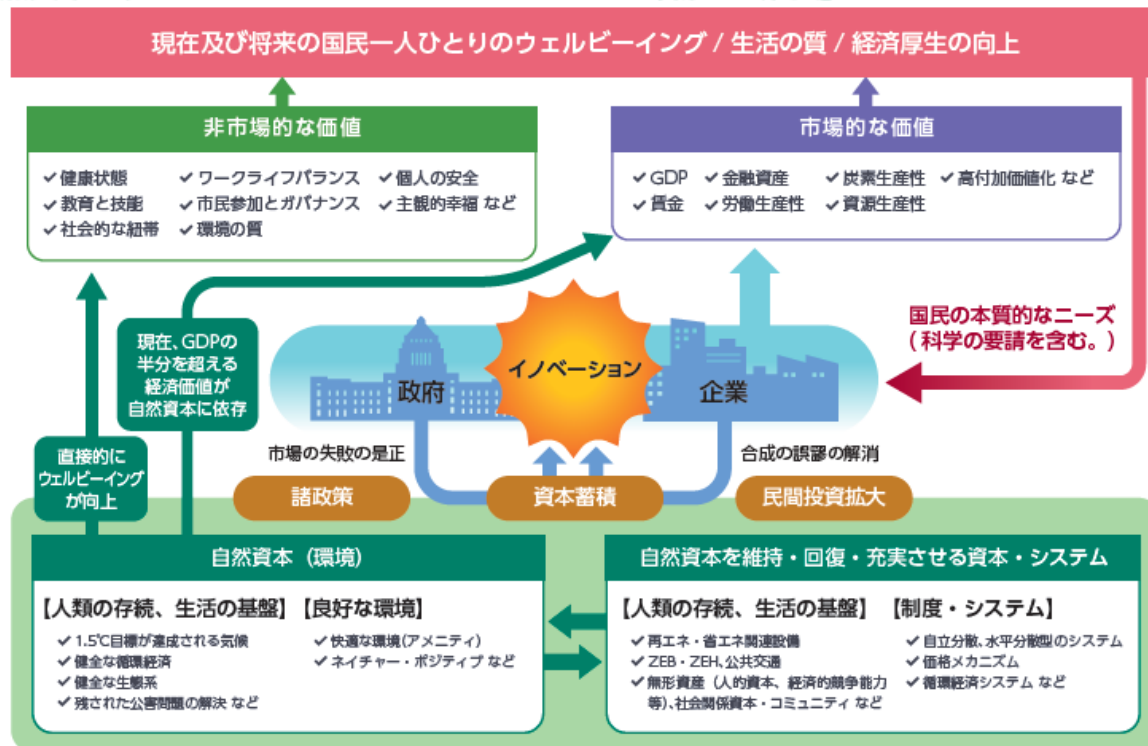 現在及び将来の国民一人ひとりのウェルビーイング / 生活の質 / 経済厚生の向上
非市場的な価値
✓健康状態 ✓ワークライフバランス ✓個人の安全
✓教育と技能 ✓市民参加とガバナンス ✓主観的幸福 など
✓社会的な紐帯 ✓環境の質
市場的な価値
✓GDP ✓金融資産 ✓炭素生産性 ✓高付加価値化 など
✓賃金 ✓労働生産性 ✓資源生産性
現在、GDPの
半分を超える
経済価値が
自然資本に依存
直接的に
ウェルビーイング
が向上
政府
イノベーション
企業
国民の本質的なニーズ
(科学の要請を含む。)
市場の失敗の是正
合成の誤謬の解消
諸政策
資本蓄積
民間投資拡大
自然資本(環境)
【人類の存続、生活の基盤】【良好な環境】
✓1.5℃目標が達成される気候
✓健全な循環経済
✓健全な生態系
✓残された公害問題の解決 など
✓快適な環境(アメニティ)
✓ネイチャー・ポジティブ など
自然資本を維持・回復・充実させる資本・システム
【人類の存続、生活の基盤】 【制度・システム】
✓再エネ・省エネ関連設備
✓ZEB・ZEH、公共交通
✓無形資産(人的資本、経済的競争能力
等)、社会関係資本・コミュニティ など
✓自立分散、水平分散型のシステム
✓価格メカニズム
✓循環経済システム など